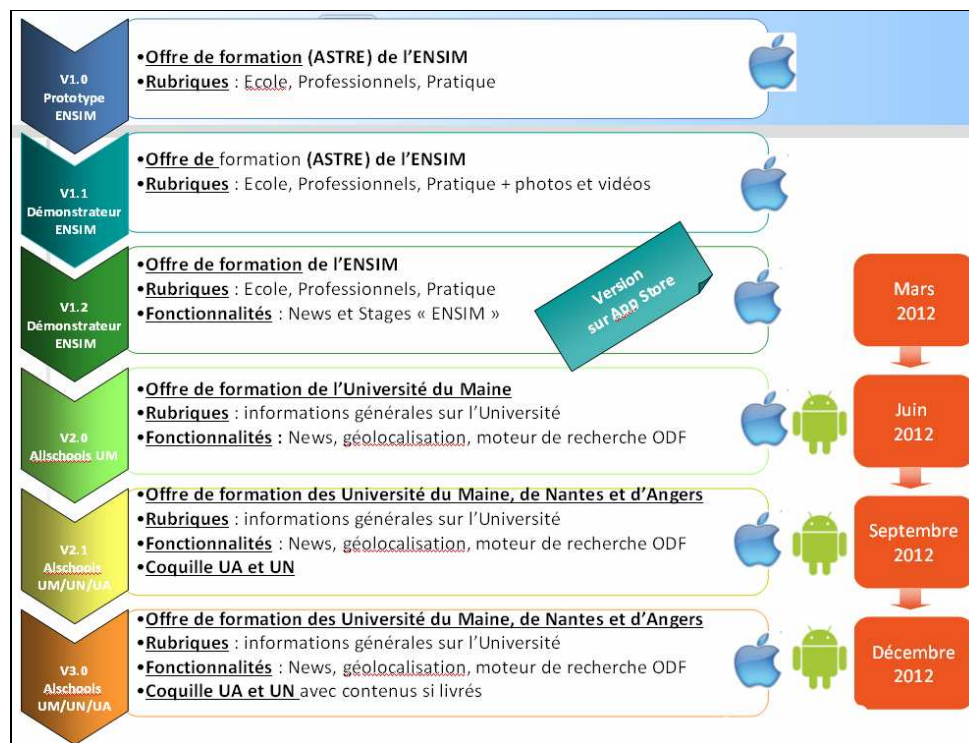 V1.0
Prototype
ENSIM
•Offre de formation (ASTRE) de l'ENSIM
•Rubriques : Ecole, Professionnels, Pratique
V1.1
Démonstrateur
ENSIM
•Offre de formation (ASTRE) de l'ENSIM
•Rubriques : Ecole, Professionnels, Pratique + photos et vidéos
V1.2
Démonstrateur
ENSIM
•Offre de formation de l'ENSIM
•Rubriques : Ecole, Professionnels, Pratique
•Fonctionnalités : News et Stages « ENSIM »
Version
sur App Store
Mars
2012
V2.0
Allschools UM
•Offre de formation de l'Université du Maine
•Rubriques : informations générales sur l'Université
•Fonctionnalités : News, géolocalisation, moteur de recherche ODF
Juin
2012
V2.1
Alschools
UM/UN/UA
•Offre de formation des Université du Maine, de Nantes et d'Angers
•Rubriques : informations générales sur l'Université
•Fonctionnalités : News, géolocalisation, moteur de recherche ODF
•Coquille UA et UN
Septembre
2012
V3.0
Alschools
UM/UN/UA
•Offre de formation des Université du Maine, de Nantes et d'Angers
•Rubriques : informations générales sur l'Université
•Fonctionnalités : News, géolocalisation, moteur de recherche ODF
•Coquille UA et UN avec contenus si livrés
Décembre
2012